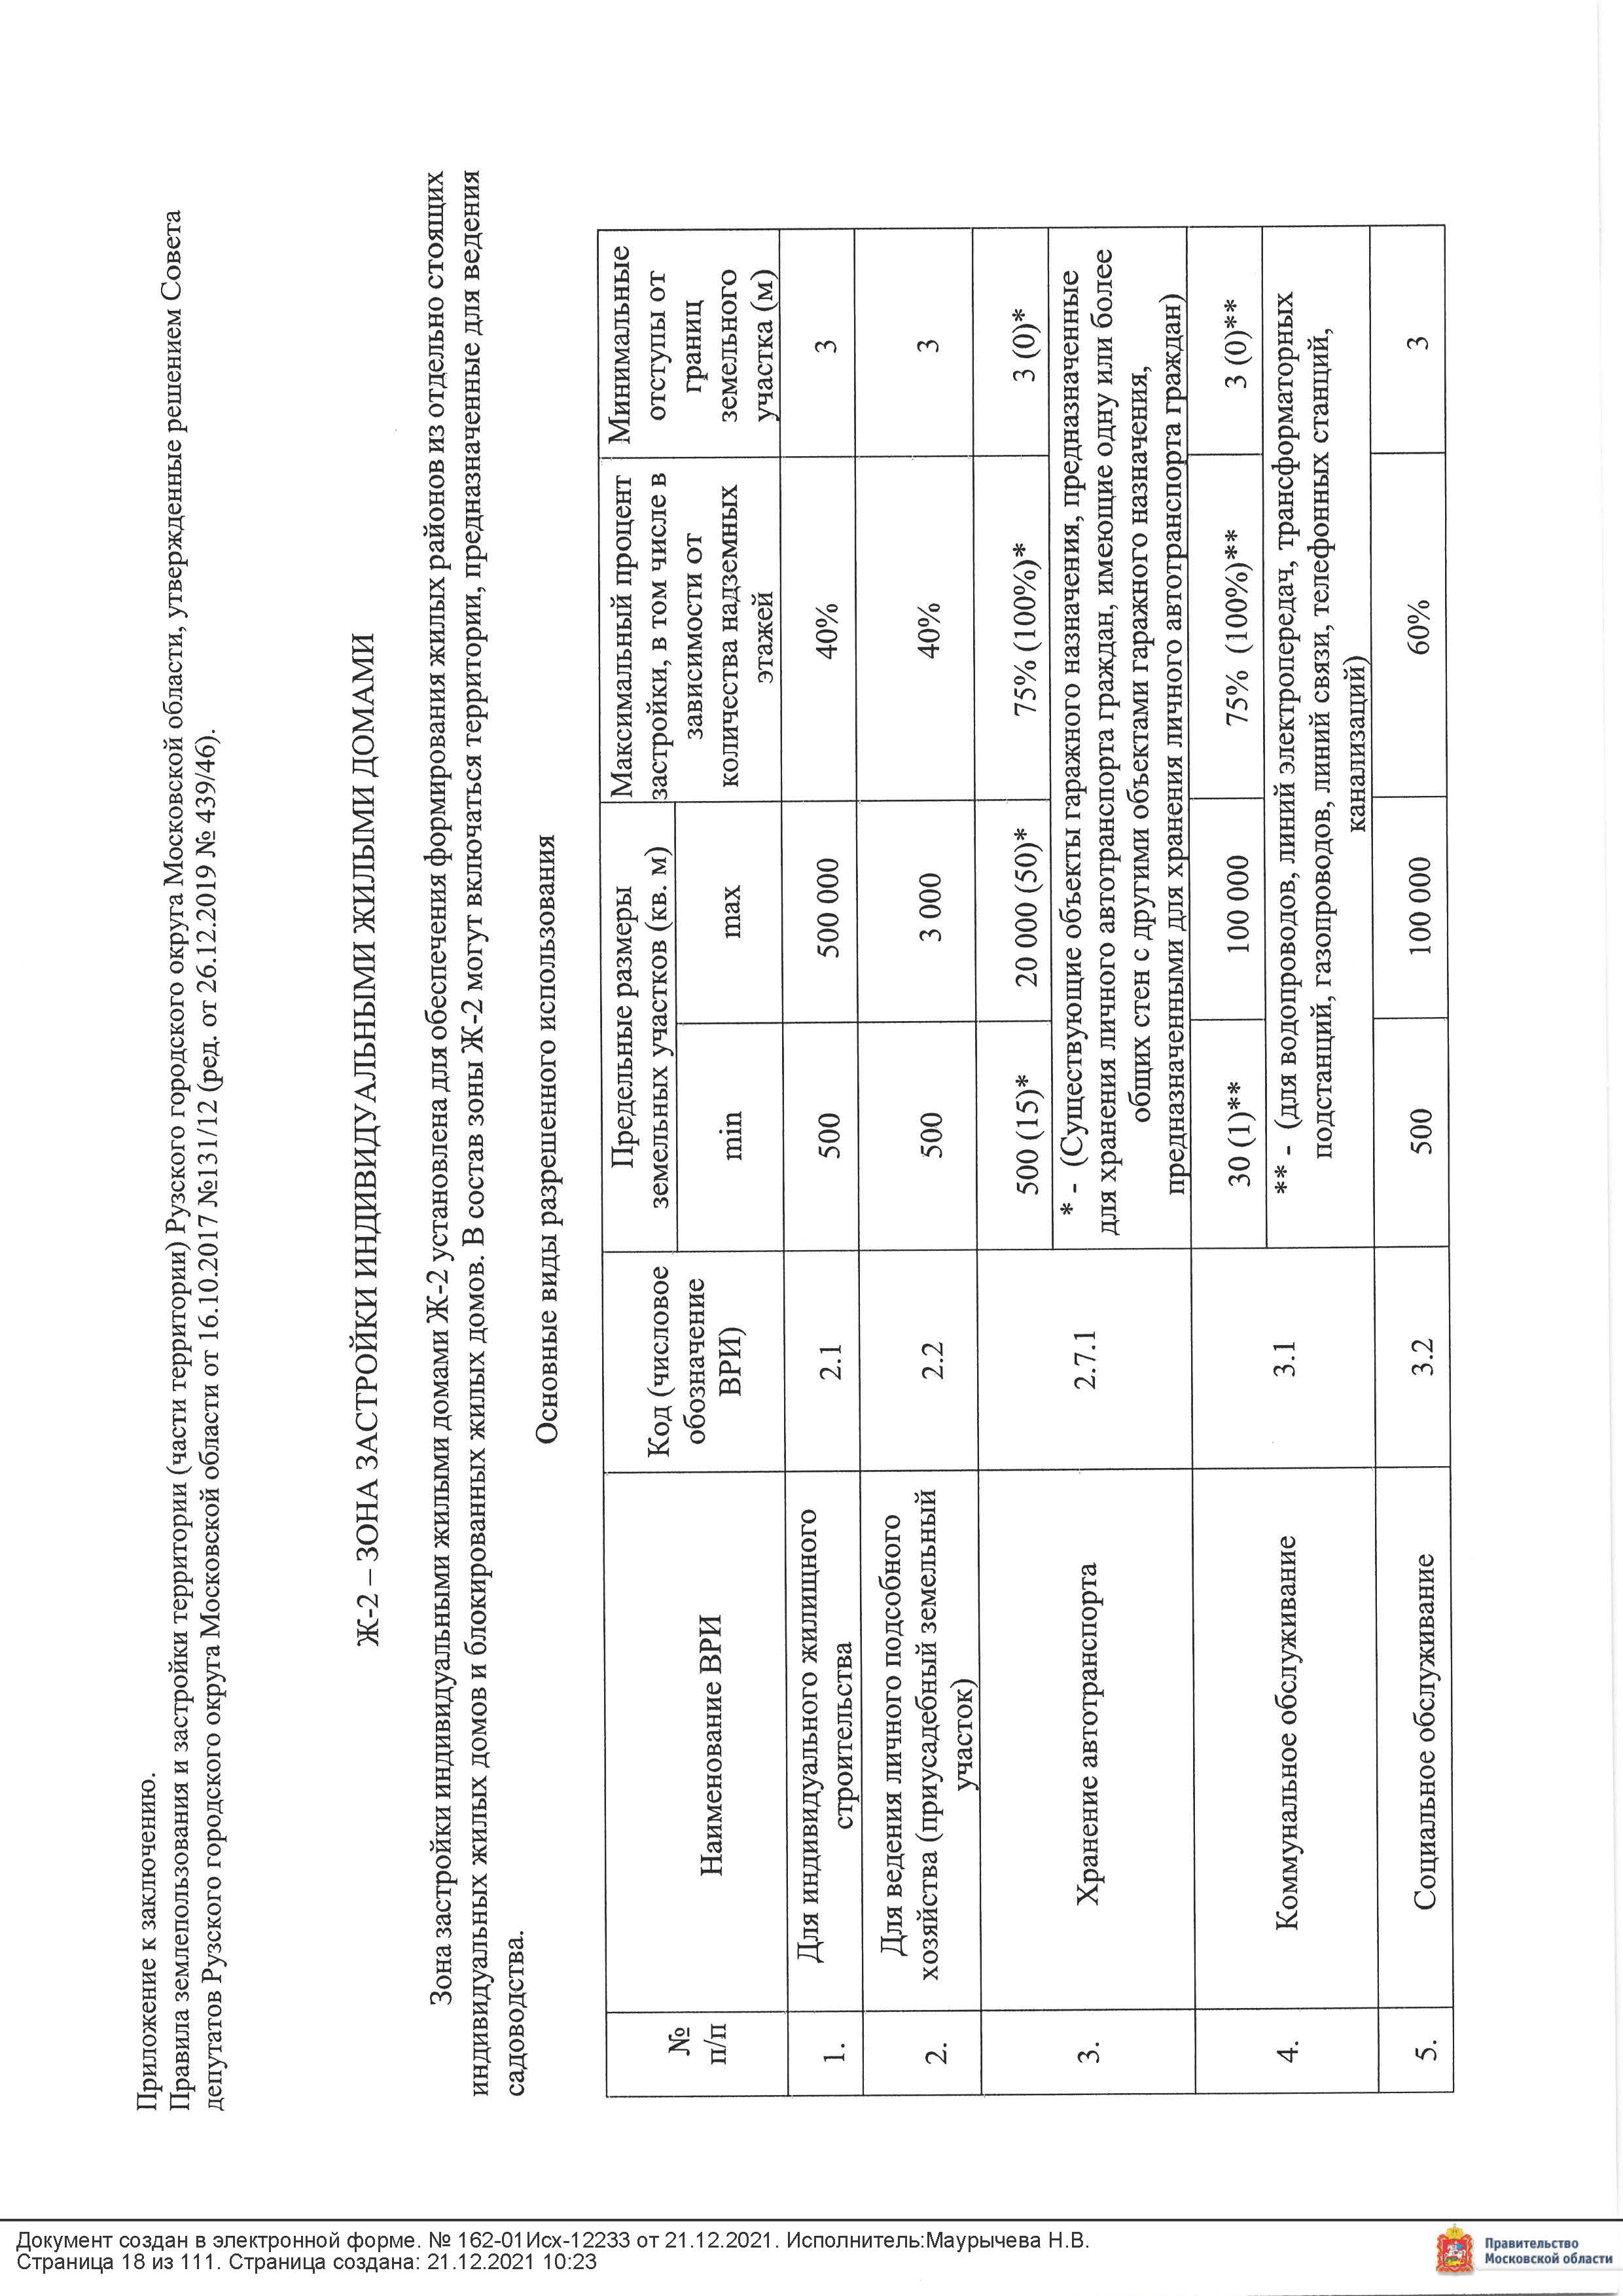 Приложение к заключению.
Правила землепользования и застройки территории (части территории) Рузского городского округа Московской области, утвержденные решением Совета
депутатов Рузского городского округа Московской области от 16.10.2017 №131/12 (ред. от 26.12.2019 № 439/46).
Ж-2 – ЗОНА ЗАСТРОЙКИ ИНДИВИДУАЛЬНЫМИ ЖИЛЫМИ ДОМАМИ
Зона застройки индивидуальными жилыми домами Ж-2 установлена для обеспечения формирования жилых районов из отдельно стоящих
индивидуальных жилых домов и блокированных жилых домов. В состав зоны Ж-2 могут включаться территории, предназначенные для ведения
садоводства.
Основные виды разрешенного использования
№
п/п
Наименование ВРИ
Код (числовое
обозначение
ВРИ)
Предельные размеры
земельных участков (кв. м)
min
max
Максимальный процент
застройки, в том числе в
зависимости от
количества надземных
этажей
Минимальные
отступы от
границ
земельного
участка (м)
1.
Для индивидуального жилищного
строительства
2.1
500
500 000
40%
3
2.
Для ведения личного подсобного
хозяйства (приусадебный земельный
участок)
2.2
500
3 000
40%
3
3.
Хранение автотранспорта
2.7.1
500 (15)*
20 000 (50)*
75% (100%)*
3 (0)*
* - (Существующие объекты гаражного назначения, предназначенные
для хранения личного автотранспорта граждан, имеющие одну или более
общих стен с другими объектами гаражного назначения,
предназначенными для хранения личного автотранспорта граждан)
4.
Коммунальное обслуживание
3.1
30 (1)**
100 000
75% (100%)**
3 (0)**
** - (для водопроводов, линий электропередач, трансформаторных
подстанций, газопроводов, линий связи, телефонных станций,
канализаций)
5.
Социальное обслуживание
3.2
500
100 000
60%
3
Документ создан в электронной форме. № 162-01Исх-12233 от 21.12.2021. Исполнитель:Маурычева Н.В.
Страница 18 из 111. Страница создана: 21.12.2021 10:23
Правительство
Московской области